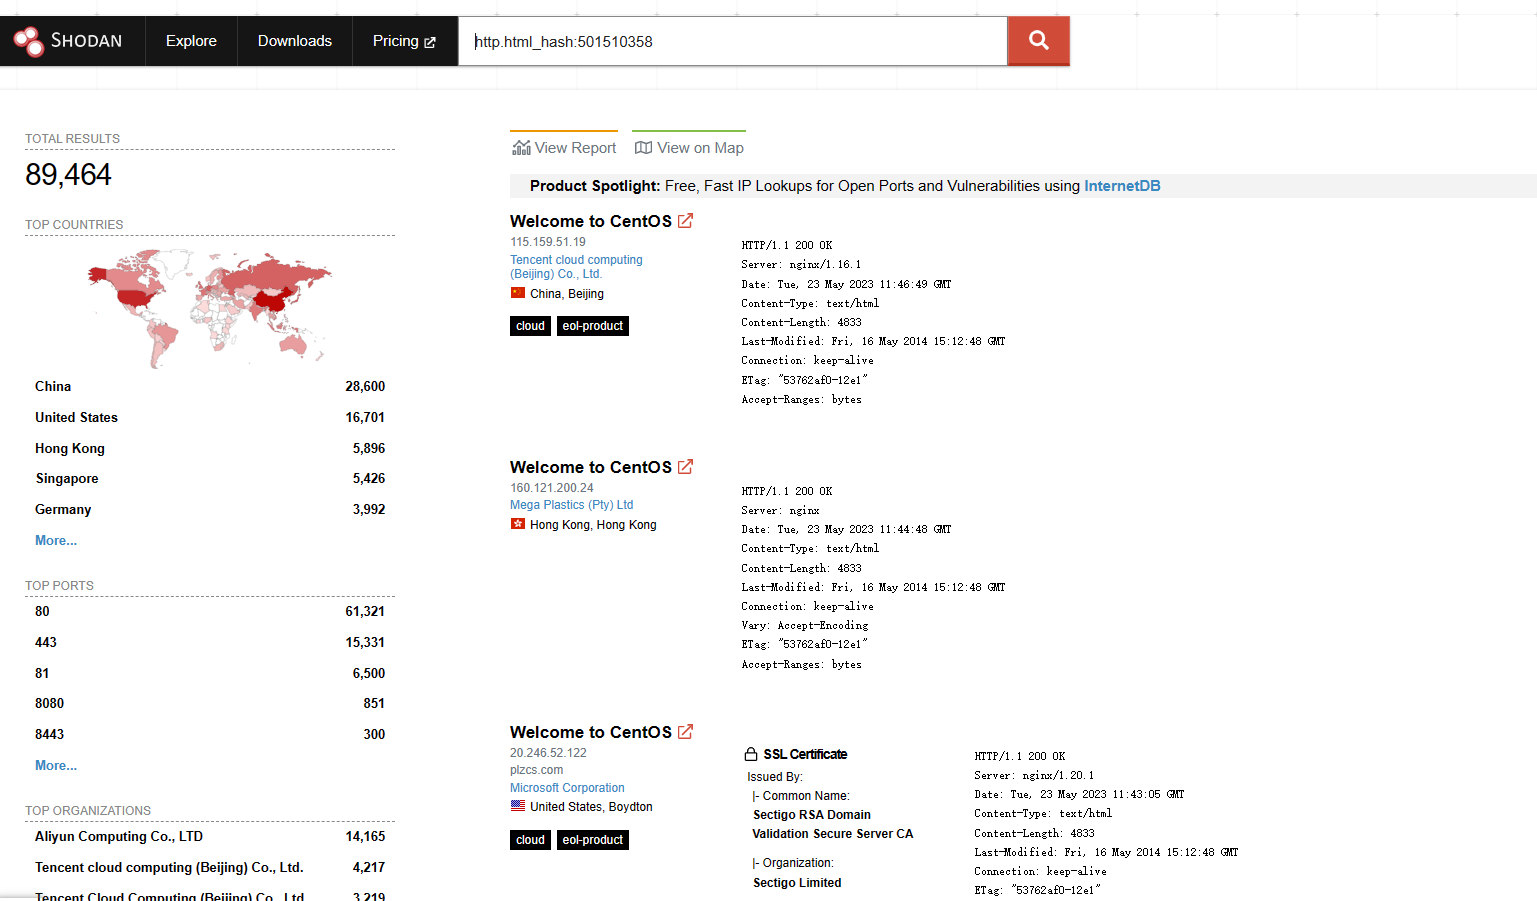 SHODAN Explore Downloads Pricing http.html_hash:501510358
TOTAL RESULTS
89,464
TOP COUNTRIES
China 28,600
United States 16,701
Hong Kong 5,896
Singapore 5,426
Germany 3,992
More...
TOP PORTS
80 61,321
443 15,331
81 6,500
8080 851
8443 300
More...
TOP ORGANIZATIONS
Aliyun Computing Co., LTD 14,165
Tencent cloud computing (Beijing) Co., Ltd. 4,217
Tencent Cloud Computing (Beijing) Co., Ltd 3,219
View Report View on Map
Product Spotlight: Free, Fast IP Lookups for Open Ports and Vulnerabilities using InternetDB
Welcome to CentOS
115.159.51.19
Tencent cloud computing
(Beijing) Co., Ltd.
China, Beijing
cloud eol-product
HTTP/1.1 200 OK
Server: nginx/1.16.1
Date: Tue, 23 May 2023 11:46:49 GMT
Content-Type: text/html
Content-Length: 4833
Last-Modified: Fri, 16 May 2014 15:12:48 GMT
Connection: keep-alive
ETag: "53762af0-12e1"
Accept-Ranges: bytes
Welcome to CentOS
160.121.200.24
Mega Plastics (Pty) Ltd
Hong Kong, Hong Kong
HTTP/1.1 200 OK
Server: nginx
Date: Tue, 23 May 2023 11:44:48 GMT
Content-Type: text/html
Content-Length: 4833
Last-Modified: Fri, 16 May 2014 15:12:48 GMT
Connection: keep-alive
Vary: Accept-Encoding
ETag: "53762af0-12e1"
Accept-Ranges: bytes
Welcome to CentOS
20.246.52.122
plzcs.com
Microsoft Corporation
United States, Boydton
cloud eol-product
SSL Certificate
Issued By:
|- Common Name:
Sectigo RSA Domain
Validation Secure Server CA
|- Organization:
Sectigo Limited
HTTP/1.1 200 OK
Server: nginx/1.20.1
Date: Tue, 23 May 2023 11:43:05 GMT
Content-Type: text/html
Content-Length: 4833
Last-Modified: Fri, 16 May 2014 15:12:48 GMT
Connection: keep-alive
ETag: "53762af0-12e1"